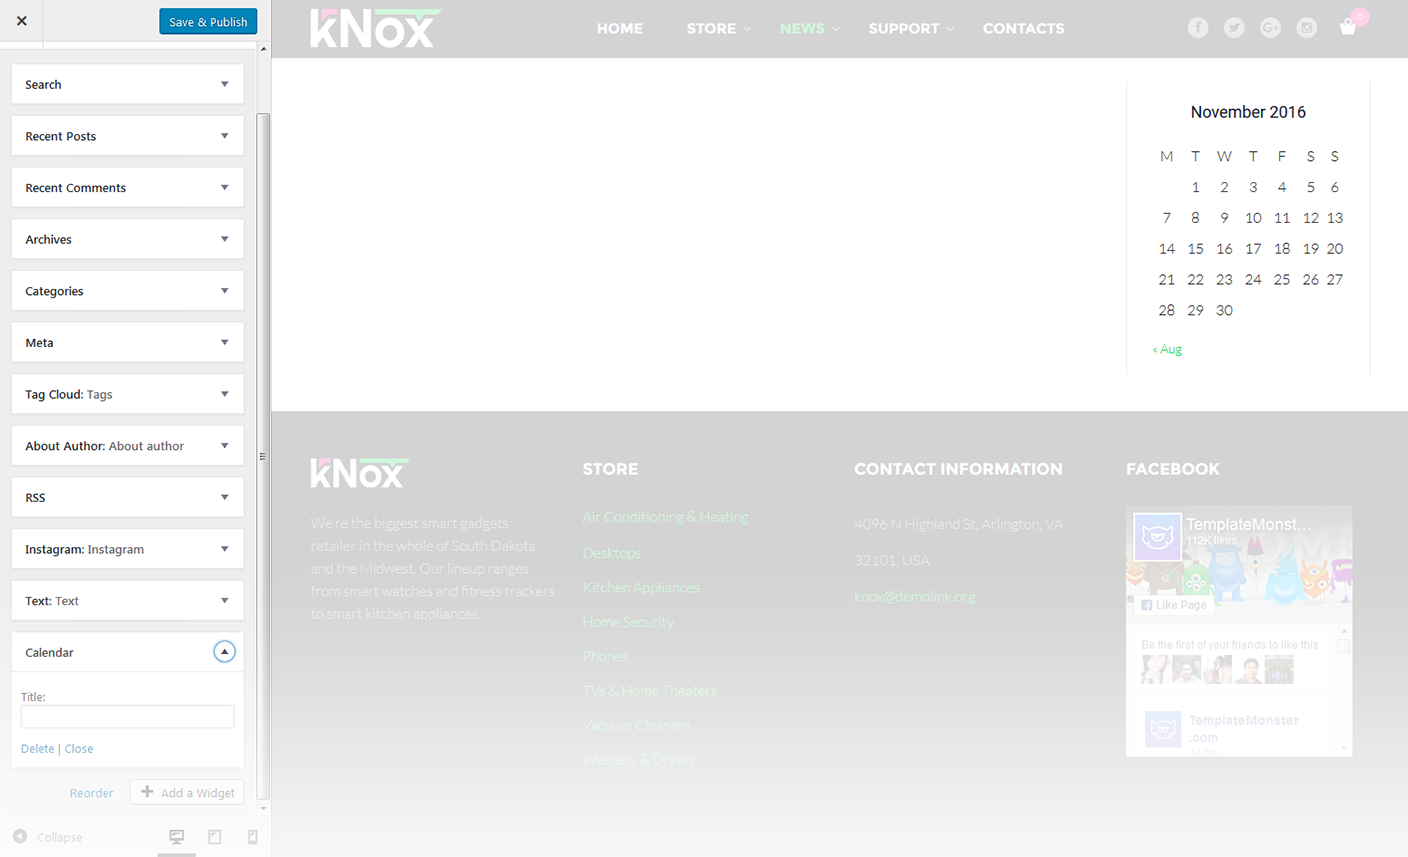 Save & Publish
Search
Recent Posts
Recent Comments
Archives
Categories
Meta
Tag Cloud: Tags
About Author: About author
RSS
Instagram: Instagram
Text: Text
Calendar
Title:
Delete | Close
Reorder
Add a Widget
Collapse
kNox
HOME STORE NEWS SUPPORT CONTACTS
0
November 2016
M T W T F S S
1 2 3 4 5 6
7 8 9 10 11 12 13
14 15 16 17 18 19 20
21 22 23 24 25 26 27
28 29 30
« Aug
kNox
We're the biggest smart gadgets
retailer in the whole of South Dakota
and the Midwest. Our lineup ranges
from smart watches and fitness trackers
to smart kitchen appliances.
STORE
Air Conditioning & Heating
Desktops
Kitchen Appliances
Home Security
Phones
TVs & Home Theaters
Vacuum Cleaners
Washers & Dryers
CONTACT INFORMATION
4096 N Highland St, Arlington, VA
32101, USA
knox@demolink.org
FACEBOOK
TemplateMonst...
112K likes
Like Page
Be the first of your friends to like this
TemplateMonster
.com